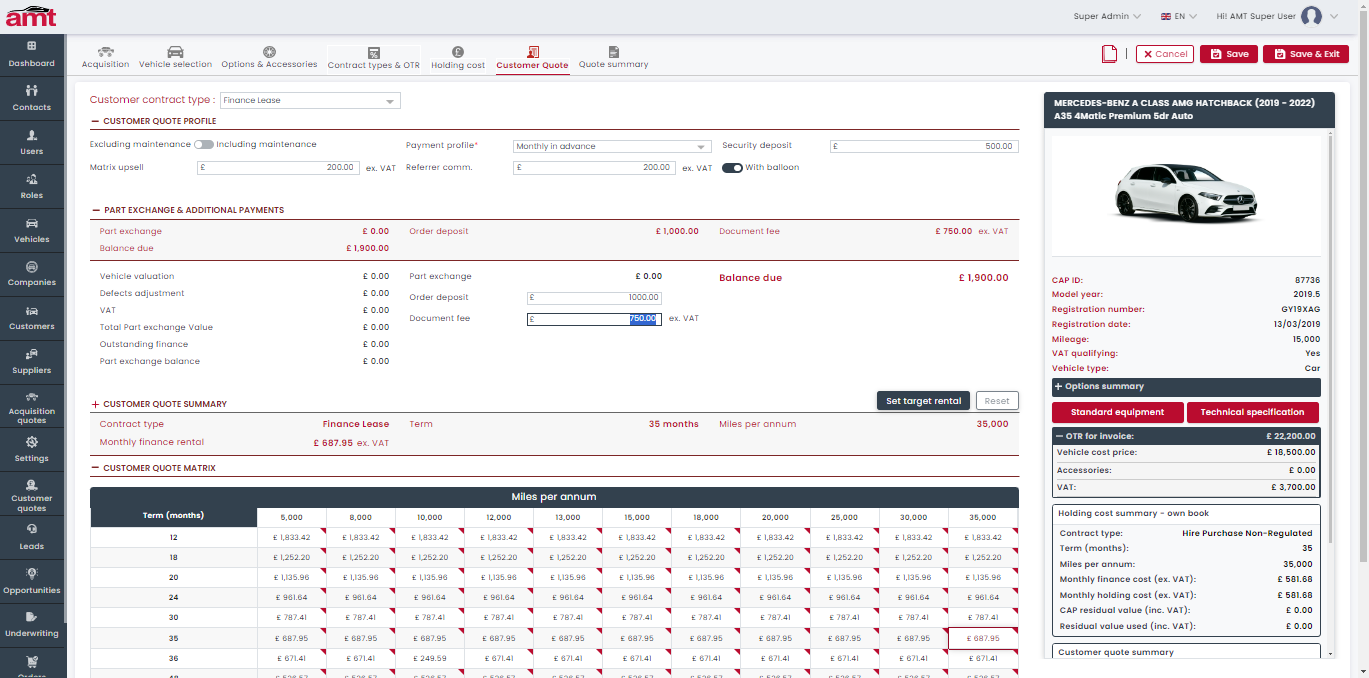 amt
Super Admin
EN
Hi! AMT Super User
Dashboard
Contacts
Users
Roles
Vehicles
Companies
Customers
Suppliers
Acquisition
quotes
Settings
Customer
quotes
Leads
Opportunities
Underwriting
Orders
Acquisition
Vehicle selection
Options & Accessories
Contract types & OTR
Holding cost
Customer Quote
Quote summary
Cancel
Save
Save & Exit
Customer contract type : Finance Lease
CUSTOMER QUOTE PROFILE
Excluding maintenance Including maintenance
Payment profile* Monthly in advance
Security deposit £ 500.00
Matrix upsell £ 200.00 ex. VAT
Referrer comm. £ 200.00 ex. VAT
With balloon
PART EXCHANGE & ADDITIONAL PAYMENTS
Part exchange £ 0.00 Order deposit £ 1,000.00 Document fee £ 750.00 ex. VAT
Balance due £ 1,900.00
Vehicle valuation £ 0.00 Part exchange £ 0.00 Balance due £ 1,900.00
Defects adjustment £ 0.00 Order deposit £ 1000.00
VAT £ 0.00 Document fee £ 750.00 ex. VAT
Total Part exchange Value £ 0.00
Outstanding finance £ 0.00
Part exchange balance £ 0.00
CUSTOMER QUOTE SUMMARY
Set target rental Reset
Contract type Finance Lease Term 35 months Miles per annum 35,000
Monthly finance rental £ 687.95 ex. VAT
CUSTOMER QUOTE MATRIX
Miles per annum
Term (months) 5,000 8,000 10,000 12,000 13,000 15,000 18,000 20,000 25,000 30,000 35,000
12 £ 1,833.42 £ 1,833.42 £ 1,833.42 £ 1,833.42 £ 1,833.42 £ 1,833.42 £ 1,833.42 £ 1,833.42 £ 1,833.42 £ 1,833.42 £ 1,833.42
18 £ 1,252.20 £ 1,252.20 £ 1,252.20 £ 1,252.20 £ 1,252.20 £ 1,252.20 £ 1,252.20 £ 1,252.20 £ 1,252.20 £ 1,252.20 £ 1,252.20
20 £ 1,135.96 £ 1,135.96 £ 1,135.96 £ 1,135.96 £ 1,135.96 £ 1,135.96 £ 1,135.96 £ 1,135.96 £ 1,135.96 £ 1,135.96 £ 1,135.96
24 £ 961.64 £ 961.64 £ 961.64 £ 961.64 £ 961.64 £ 961.64 £ 961.64 £ 961.64 £ 961.64 £ 961.64 £ 961.64
30 £ 787.41 £ 787.41 £ 787.41 £ 787.41 £ 787.41 £ 787.41 £ 787.41 £ 787.41 £ 787.41 £ 787.41 £ 787.41
35 £ 687.95 £ 687.95 £ 687.95 £ 687.95 £ 687.95 £ 687.95 £ 687.95 £ 687.95 £ 687.95 £ 687.95 £ 687.95
36 £ 671.41 £ 671.41 £ 249.59 £ 671.41 £ 671.41 £ 671.41 £ 671.41 £ 671.41 £ 671.41 £ 671.41 £ 671.41
MERCEDES-BENZ A CLASS AMG HATCHBACK (2019 - 2022)
A35 4Matic Premium 5dr Auto
CAP ID: 87736
Model year: 2019.5
Registration number: GY19XAG
Registration date: 13/03/2019
Mileage: 15,000
VAT qualifying: Yes
Vehicle type: Car
Options summary
Standard equipment Technical specification
OTR for invoice: £ 22,200.00
Vehicle cost price: £ 18,500.00
Accessories: £ 0.00
VAT: £ 3,700.00
Holding cost summary - own book
Contract type: Hire Purchase Non-Regulated
Term (months): 35
Miles per annum: 35,000
Monthly finance cost (ex. VAT): £ 581.68
Monthly holding cost (ex. VAT): £ 581.68
CAP residual value (inc. VAT): £ 0.00
Residual value used (inc. VAT): £ 0.00
Customer quote summary